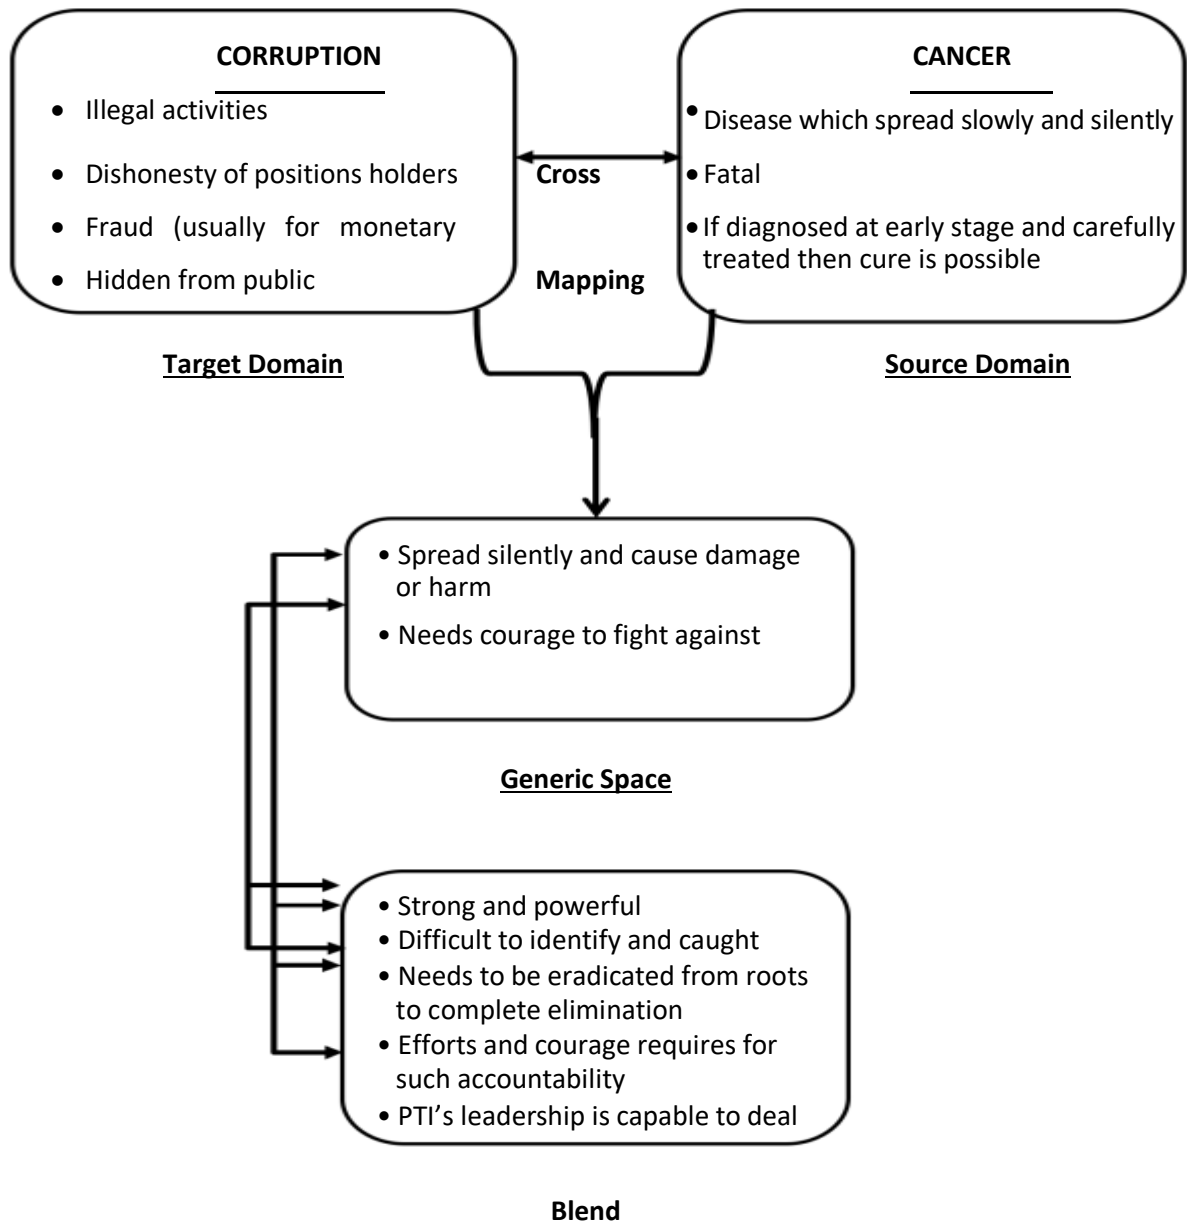 CORRUPTION
• Illegal activities
• Dishonesty of positions holders
• Fraud (usually for monetary
• Hidden from public
Target Domain
Cross
Mapping
CANCER
• Disease which spread slowly and silently
• Fatal
• If diagnosed at early stage and carefully
treated then cure is possible
Source Domain
• Spread silently and cause damage
or harm
• Needs courage to fight against
Generic Space
• Strong and powerful
• Difficult to identify and caught
• Needs to be eradicated from roots
to complete elimination
• Efforts and courage requires for
such accountability
• PTI’s leadership is capable to deal
Blend